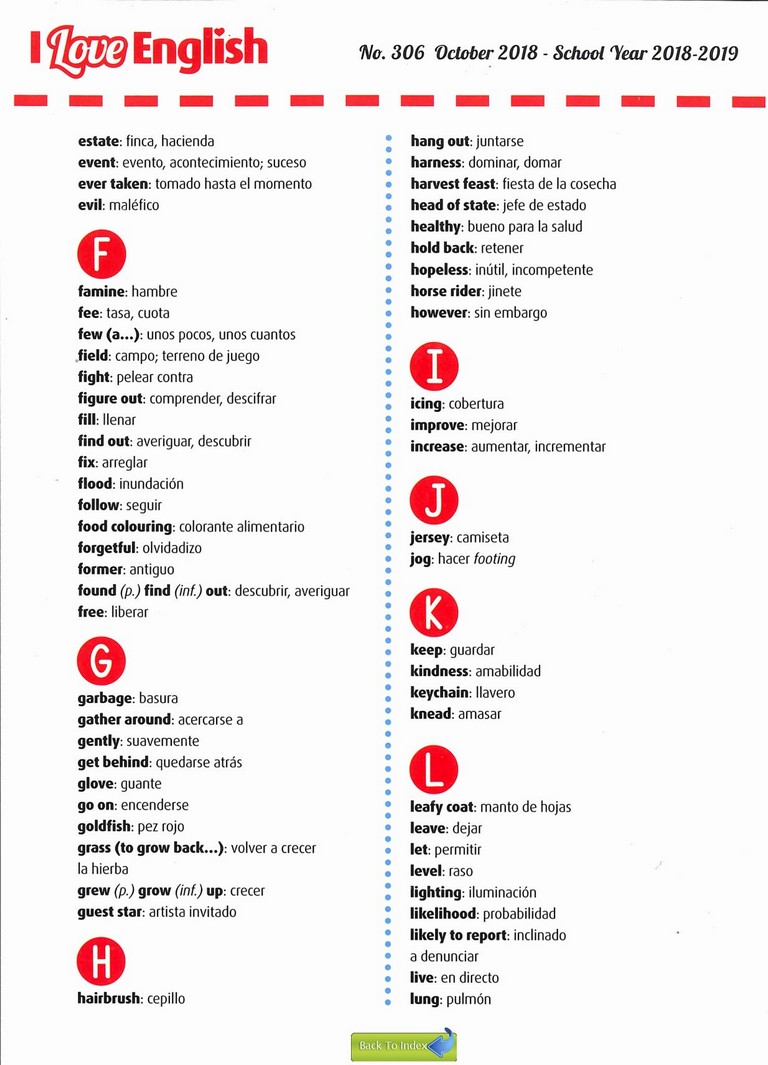 I Love English
No. 306 October 2018 - School Year 2018-2019
estate: finca, hacienda
event: evento, acontecimiento; suceso
ever taken: tomado hasta el momento
evil: maléfico
F
famine: hambre
fee: tasa, cuota
few (a...): unos pocos, unos cuantos
field: campo; terreno de juego
fight: pelear contra
figure out: comprender, descifrar
fill: llenar
find out: averiguar, descubrir
fix: arreglar
flood: inundación
follow: seguir
food colouring: colorante alimentario
forgetful: olvidadizo
former: antiguo
found (p.) find (inf.) out: descubrir, averiguar
free: liberar
G
garbage: basura
gather around: acercarse a
gently: suavemente
get behind: quedarse atrás
glove: guante
go on: encenderse
goldfish: pez rojo
grass (to grow back...): volver a crecer
la hierba
grew (p.) grow (inf.) up: crecer
guest star: artista invitado
H
hairbrush: cepillo
hang out: juntarse
harness: dominar, domar
harvest feast: fiesta de la cosecha
head of state: jefe de estado
healthy: bueno para la salud
hold back: retener
hopeless: inútil, incompetente
horse rider: jinete
however: sin embargo
I
icing: cobertura
improve: mejorar
increase: aumentar, incrementar
J
jersey: camiseta
jog: hacer footing
K
keep: guardar
kindness: amabilidad
keychain: llavero
knead: amasar
L
leafy coat: manto de hojas
leave: dejar
let: permitir
level: raso
lighting: iluminación
likelihood: probabilidad
likely to report: inclinado
a denunciar
live: en directo
lung: pulmón
Back To Index